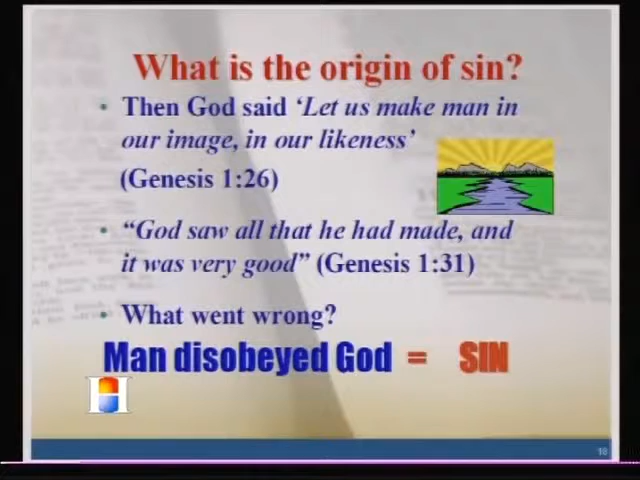 What is the origin of sin?
• Then God said ‘Let us make man in
our image, in our likeness’
(Genesis 1:26)
• “God saw all that he had made, and
it was very good” (Genesis 1:31)
• What went wrong?
Man disobeyed God = SIN
H
18